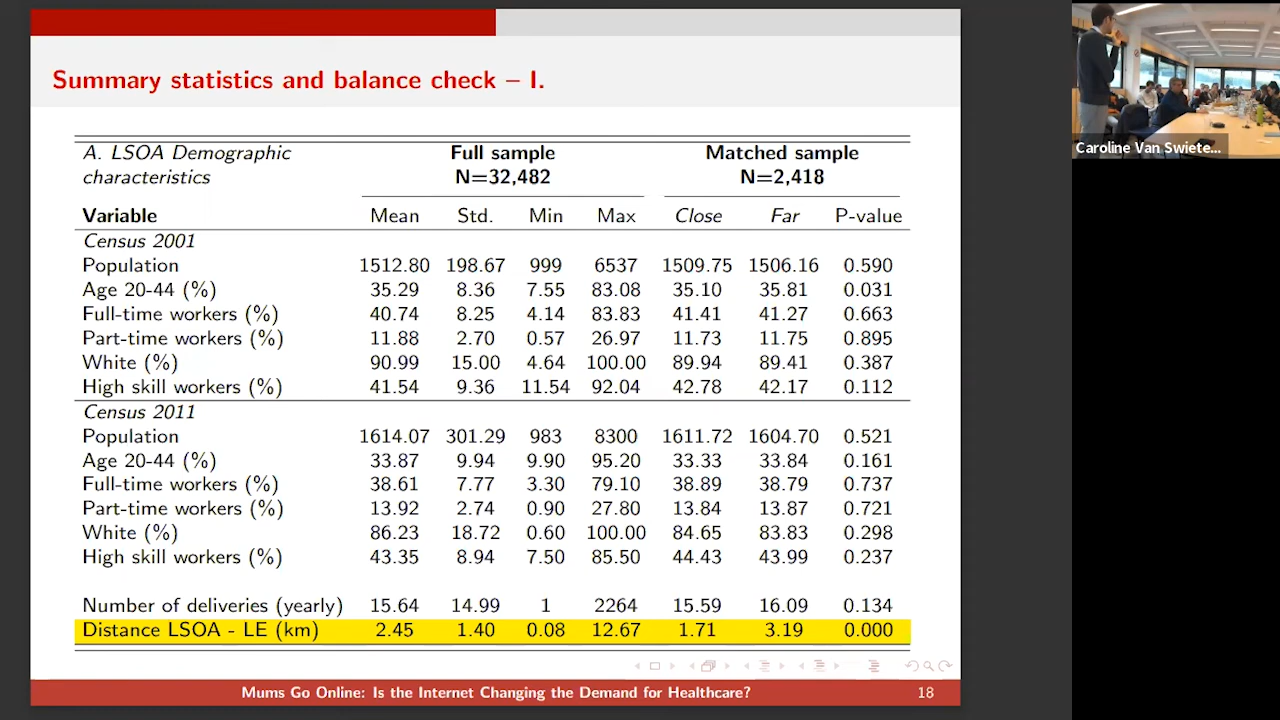 Summary statistics and balance check – I.
A. LSOA Demographic characteristics Full sample N=32,482 Matched sample N=2,418
Variable Mean Std. Min Max Close Far P-value
Census 2001
Population 1512.80 198.67 999 6537 1509.75 1506.16 0.590
Age 20-44 (%) 35.29 8.36 7.55 83.08 35.10 35.81 0.031
Full-time workers (%) 40.74 8.25 4.14 83.83 41.41 41.27 0.663
Part-time workers (%) 11.88 2.70 0.57 26.97 11.73 11.75 0.895
White (%) 90.99 15.00 4.64 100.00 89.94 89.41 0.387
High skill workers (%) 41.54 9.36 11.54 92.04 42.78 42.17 0.112
Census 2011
Population 1614.07 301.29 983 8300 1611.72 1604.70 0.521
Age 20-44 (%) 33.87 9.94 9.90 95.20 33.33 33.84 0.161
Full-time workers (%) 38.61 7.77 3.30 79.10 38.89 38.79 0.737
Part-time workers (%) 13.92 2.74 0.90 27.80 13.84 13.87 0.721
White (%) 86.23 18.72 0.60 100.00 84.65 83.83 0.298
High skill workers (%) 43.35 8.94 7.50 85.50 44.43 43.99 0.237
Number of deliveries (yearly) 15.64 14.99 1 2264 15.59 16.09 0.134
Distance LSOA - LE (km) 2.45 1.40 0.08 12.67 1.71 3.19 0.000
Mums Go Online: Is the Internet Changing the Demand for Healthcare? 18
Caroline Van Swiete...